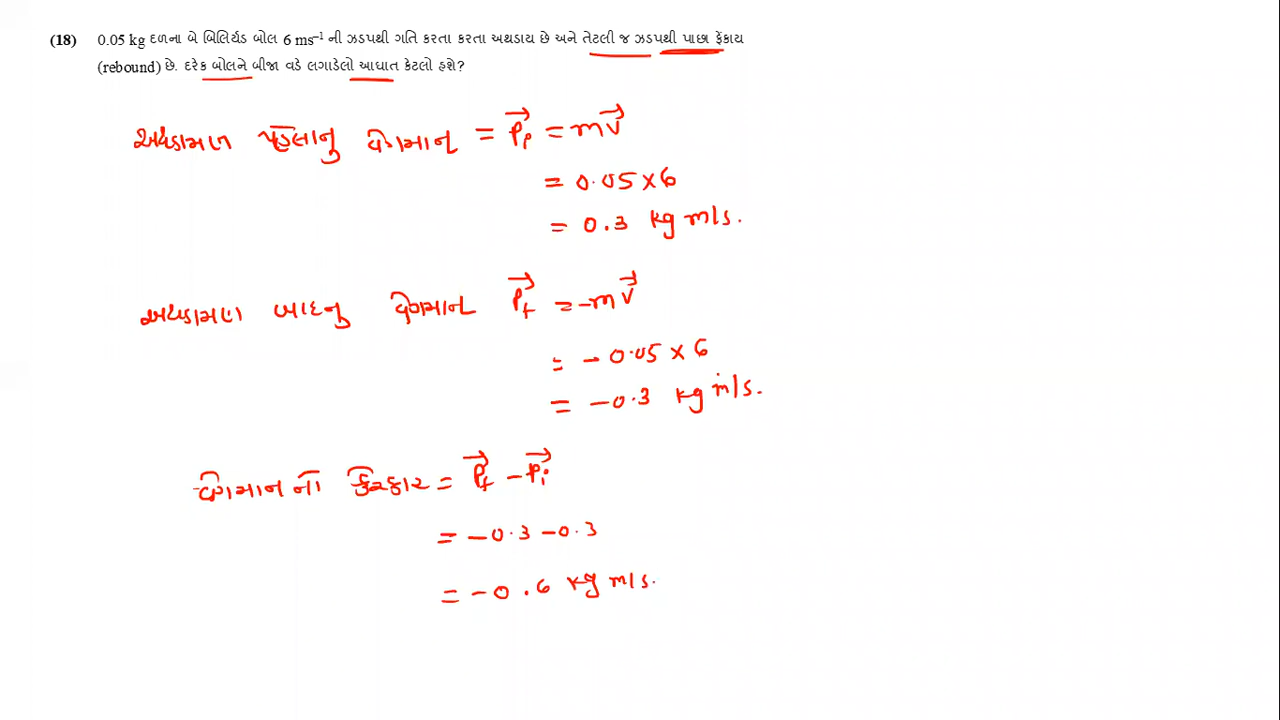 (18) 0.05 kg દળના બે બિલિયર્ડ બોલ 6 ms⁻¹ ની ઝડપથી ગતિ કરતા કરતા અથડાય છે અને તેટલી જ ઝડપથી પાછા ફેંકાય
(rebound) છે. દરેક બોલને બીજા વડે લગાડેલો આઘાત કેટલો હશે?
અથડામણ પહેલાનુ વેગમાન = P⃗ᵢ = mv⃗
= 0.05 × 6
= 0.3 kg m/s.
અથડામણ બાદનુ વેગમાન P⃗f = -mv⃗
= - 0.05 × 6
= -0.3 kg m/s.
વેગમાન નો ફેરફાર = P⃗f - P⃗ᵢ
= -0.3 -0.3
= -0.6 kg m/s.